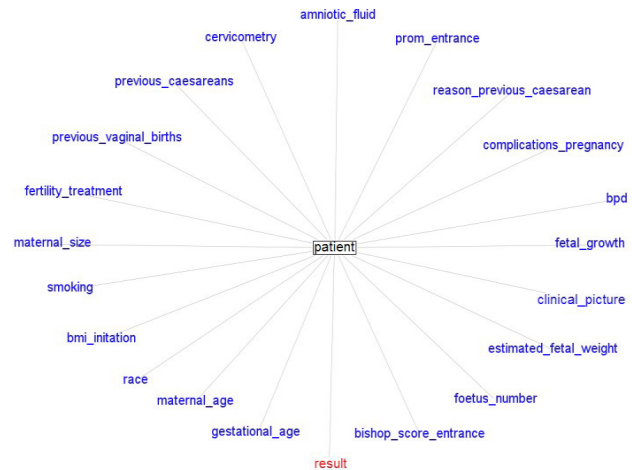 amniotic_fluid
cervicometry
prom_entrance
previous_caesareans
reason_previous_caesarean
previous_vaginal_births
complications_pregnancy
fertility_treatment
bpd
maternal_size
patient
fetal_growth
smoking
clinical_picture
bmi_initation
estimated_fetal_weight
race
maternal_age
foetus_number
gestational_age
bishop_score_entrance
result